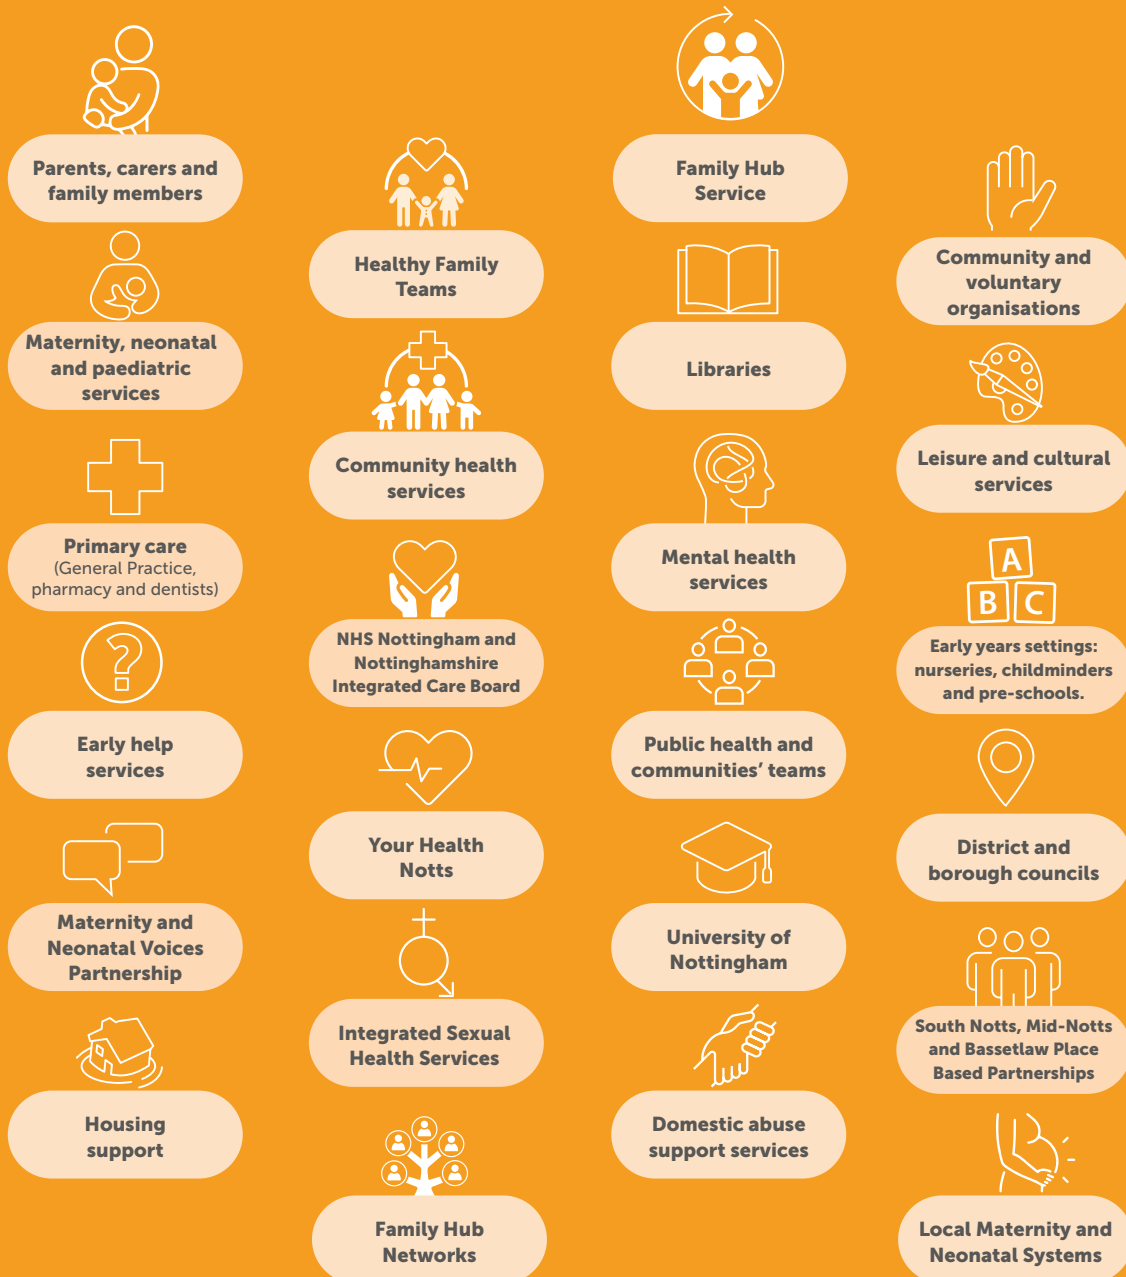 Parents, carers and
family members
Maternity, neonatal
and paediatric
services
Primary care
(General Practice,
pharmacy and dentists)
Early help
services
Maternity and
Neonatal Voices
Partnership
Housing
support
Healthy Family
Teams
Community health
services
NHS Nottingham and
Nottinghamshire
Integrated Care Board
Your Health
Notts
Integrated Sexual
Health Services
Family Hub
Networks
Family Hub
Service
Libraries
Mental health
services
Public health and
communities’ teams
University of
Nottingham
Domestic abuse
support services
Community and
voluntary
organisations
Leisure and cultural
services
A
B C
Early years settings:
nurseries, childminders
and pre-schools.
District and
borough councils
South Notts, Mid-Notts
and Bassetlaw Place
Based Partnerships
Local Maternity and
Neonatal Systems